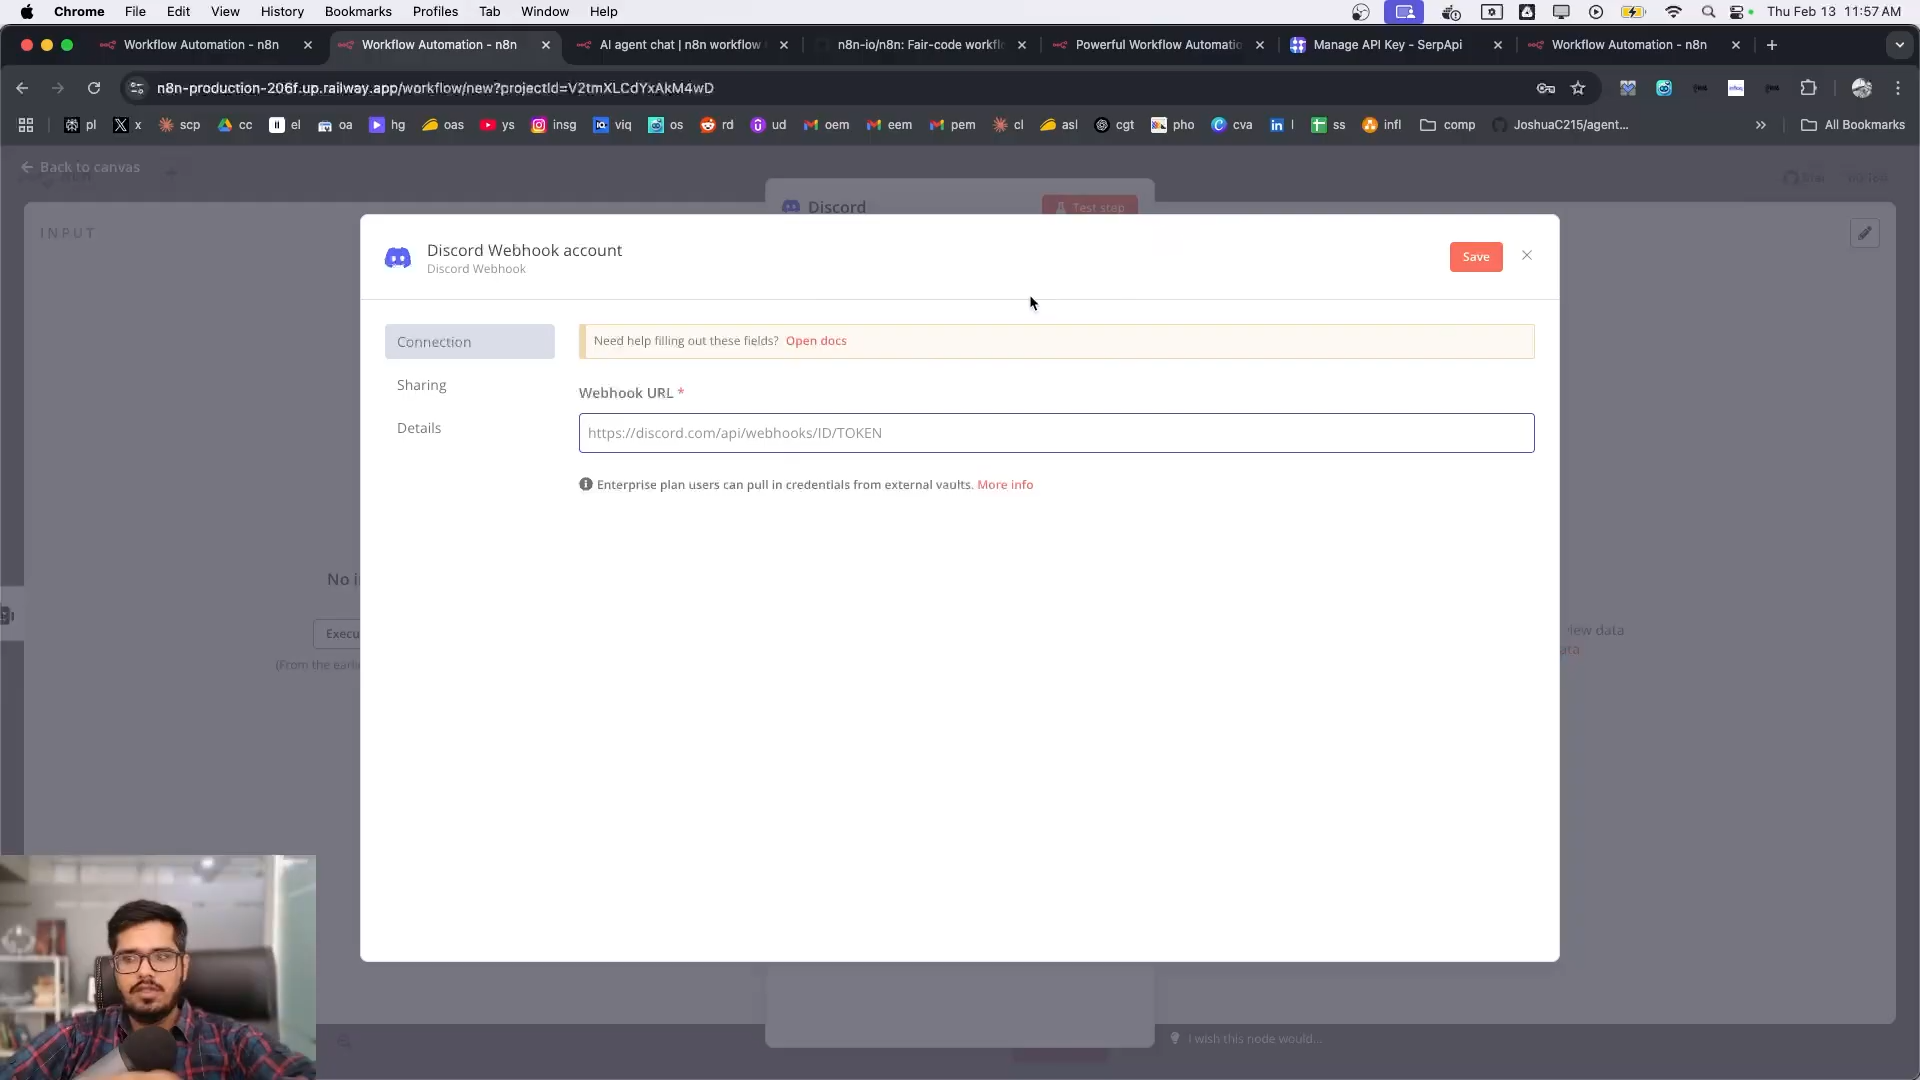 Chrome File Edit View History Bookmarks Profiles Tab Window Help Thu Feb 13 11:57 AM
Workflow Automation - n8n Workflow Automation - n8n AI agent chat | n8n workflow n8n-io/n8n: Fair-code workfl Powerful Workflow Automatio Manage API Key - SerpApi Workflow Automation - n8n
n8n-production-206f.up.railway.app/workflow/new?projectId=V2tmXLCdYxAkM4wD
pl x scp cc el oa hg oas ys insg viq os rd ud oem eem pem cl asl cgt pho cva l ss infl comp JoshuaC215/agent... All Bookmarks
Back to canvas
Discord Test step
INPUT
Discord Webhook account
Discord Webhook
Save
Connection
Sharing
Details
Need help filling out these fields? Open docs
Webhook URL *
https://discord.com/api/webhooks/ID/TOKEN
Enterprise plan users can pull in credentials from external vaults. More info
No i
Execu
(From the earlie
view data
ata
I wish this node would...